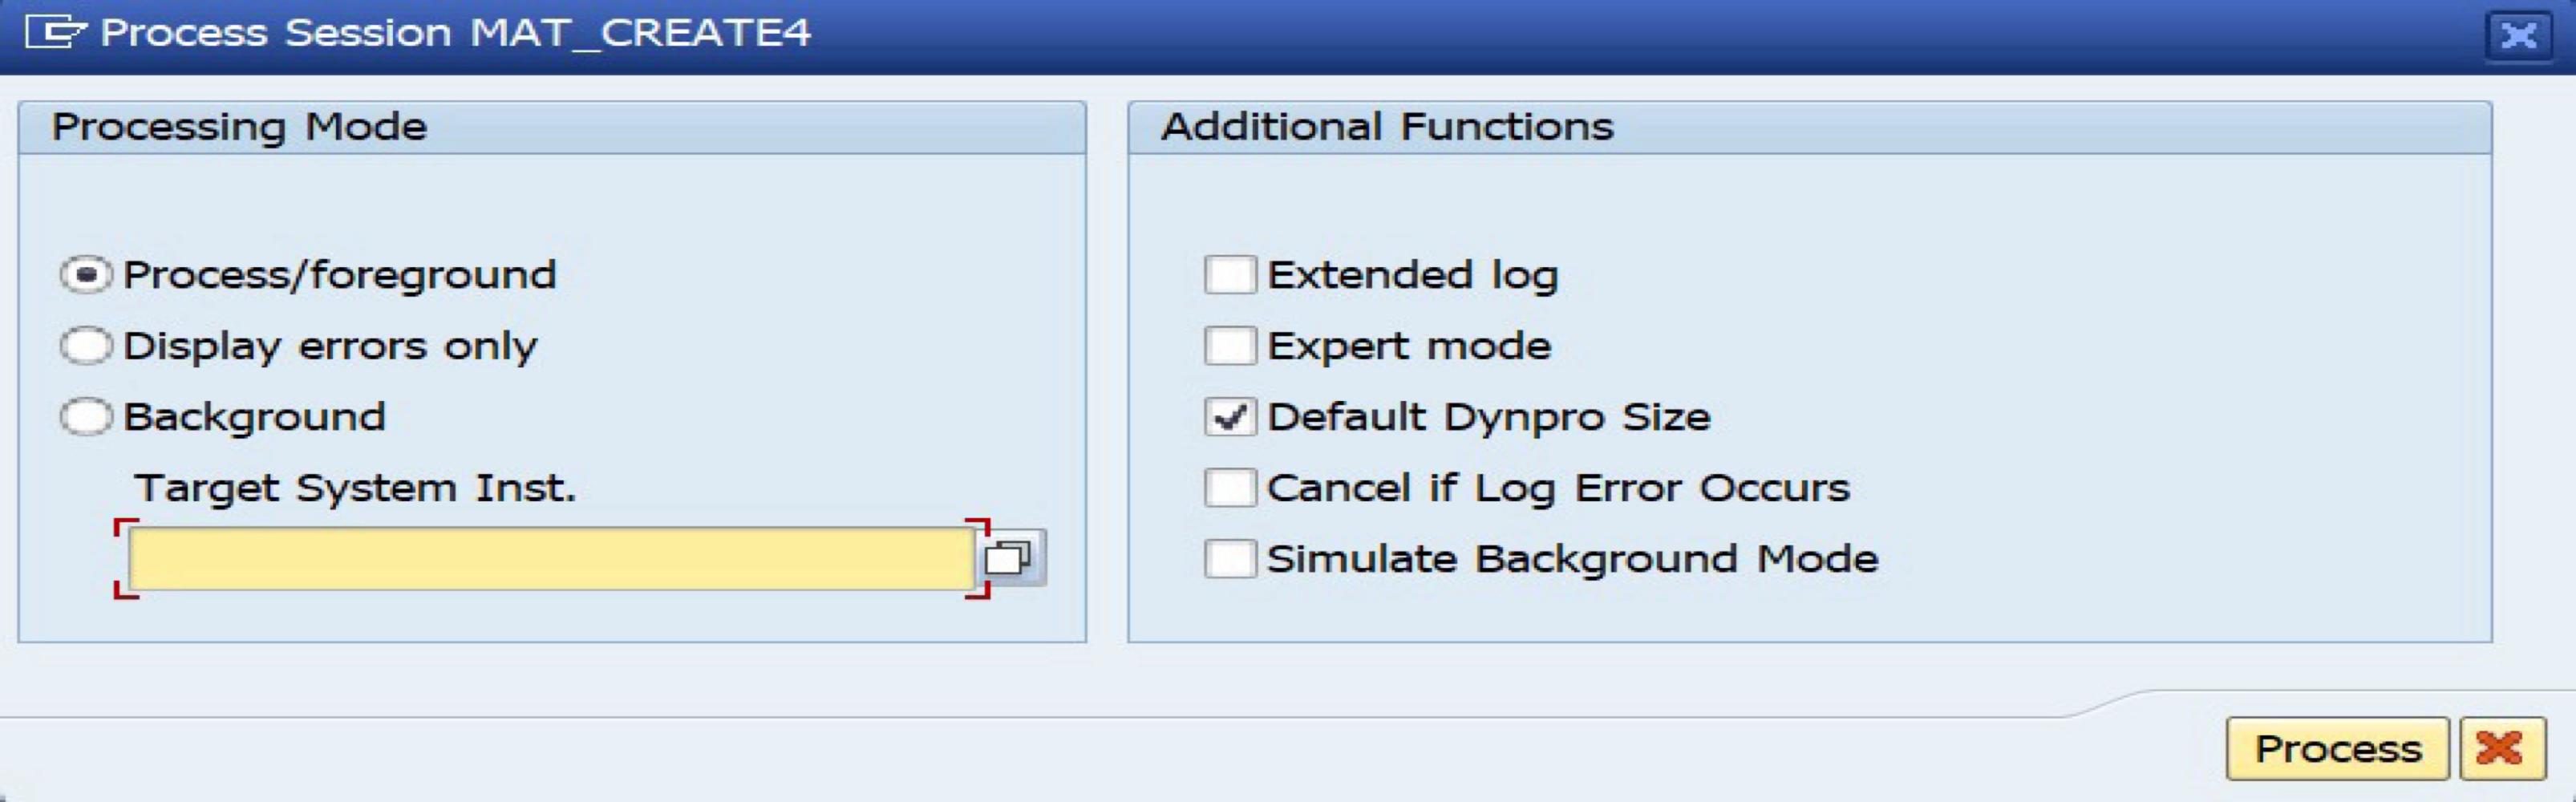 Process Session MAT_CREATE4
Processing Mode
Process/foreground
Display errors only
Background
Target System Inst.
Additional Functions
Extended log
Expert mode
Default Dynpro Size
Cancel if Log Error Occurs
Simulate Background Mode
Process